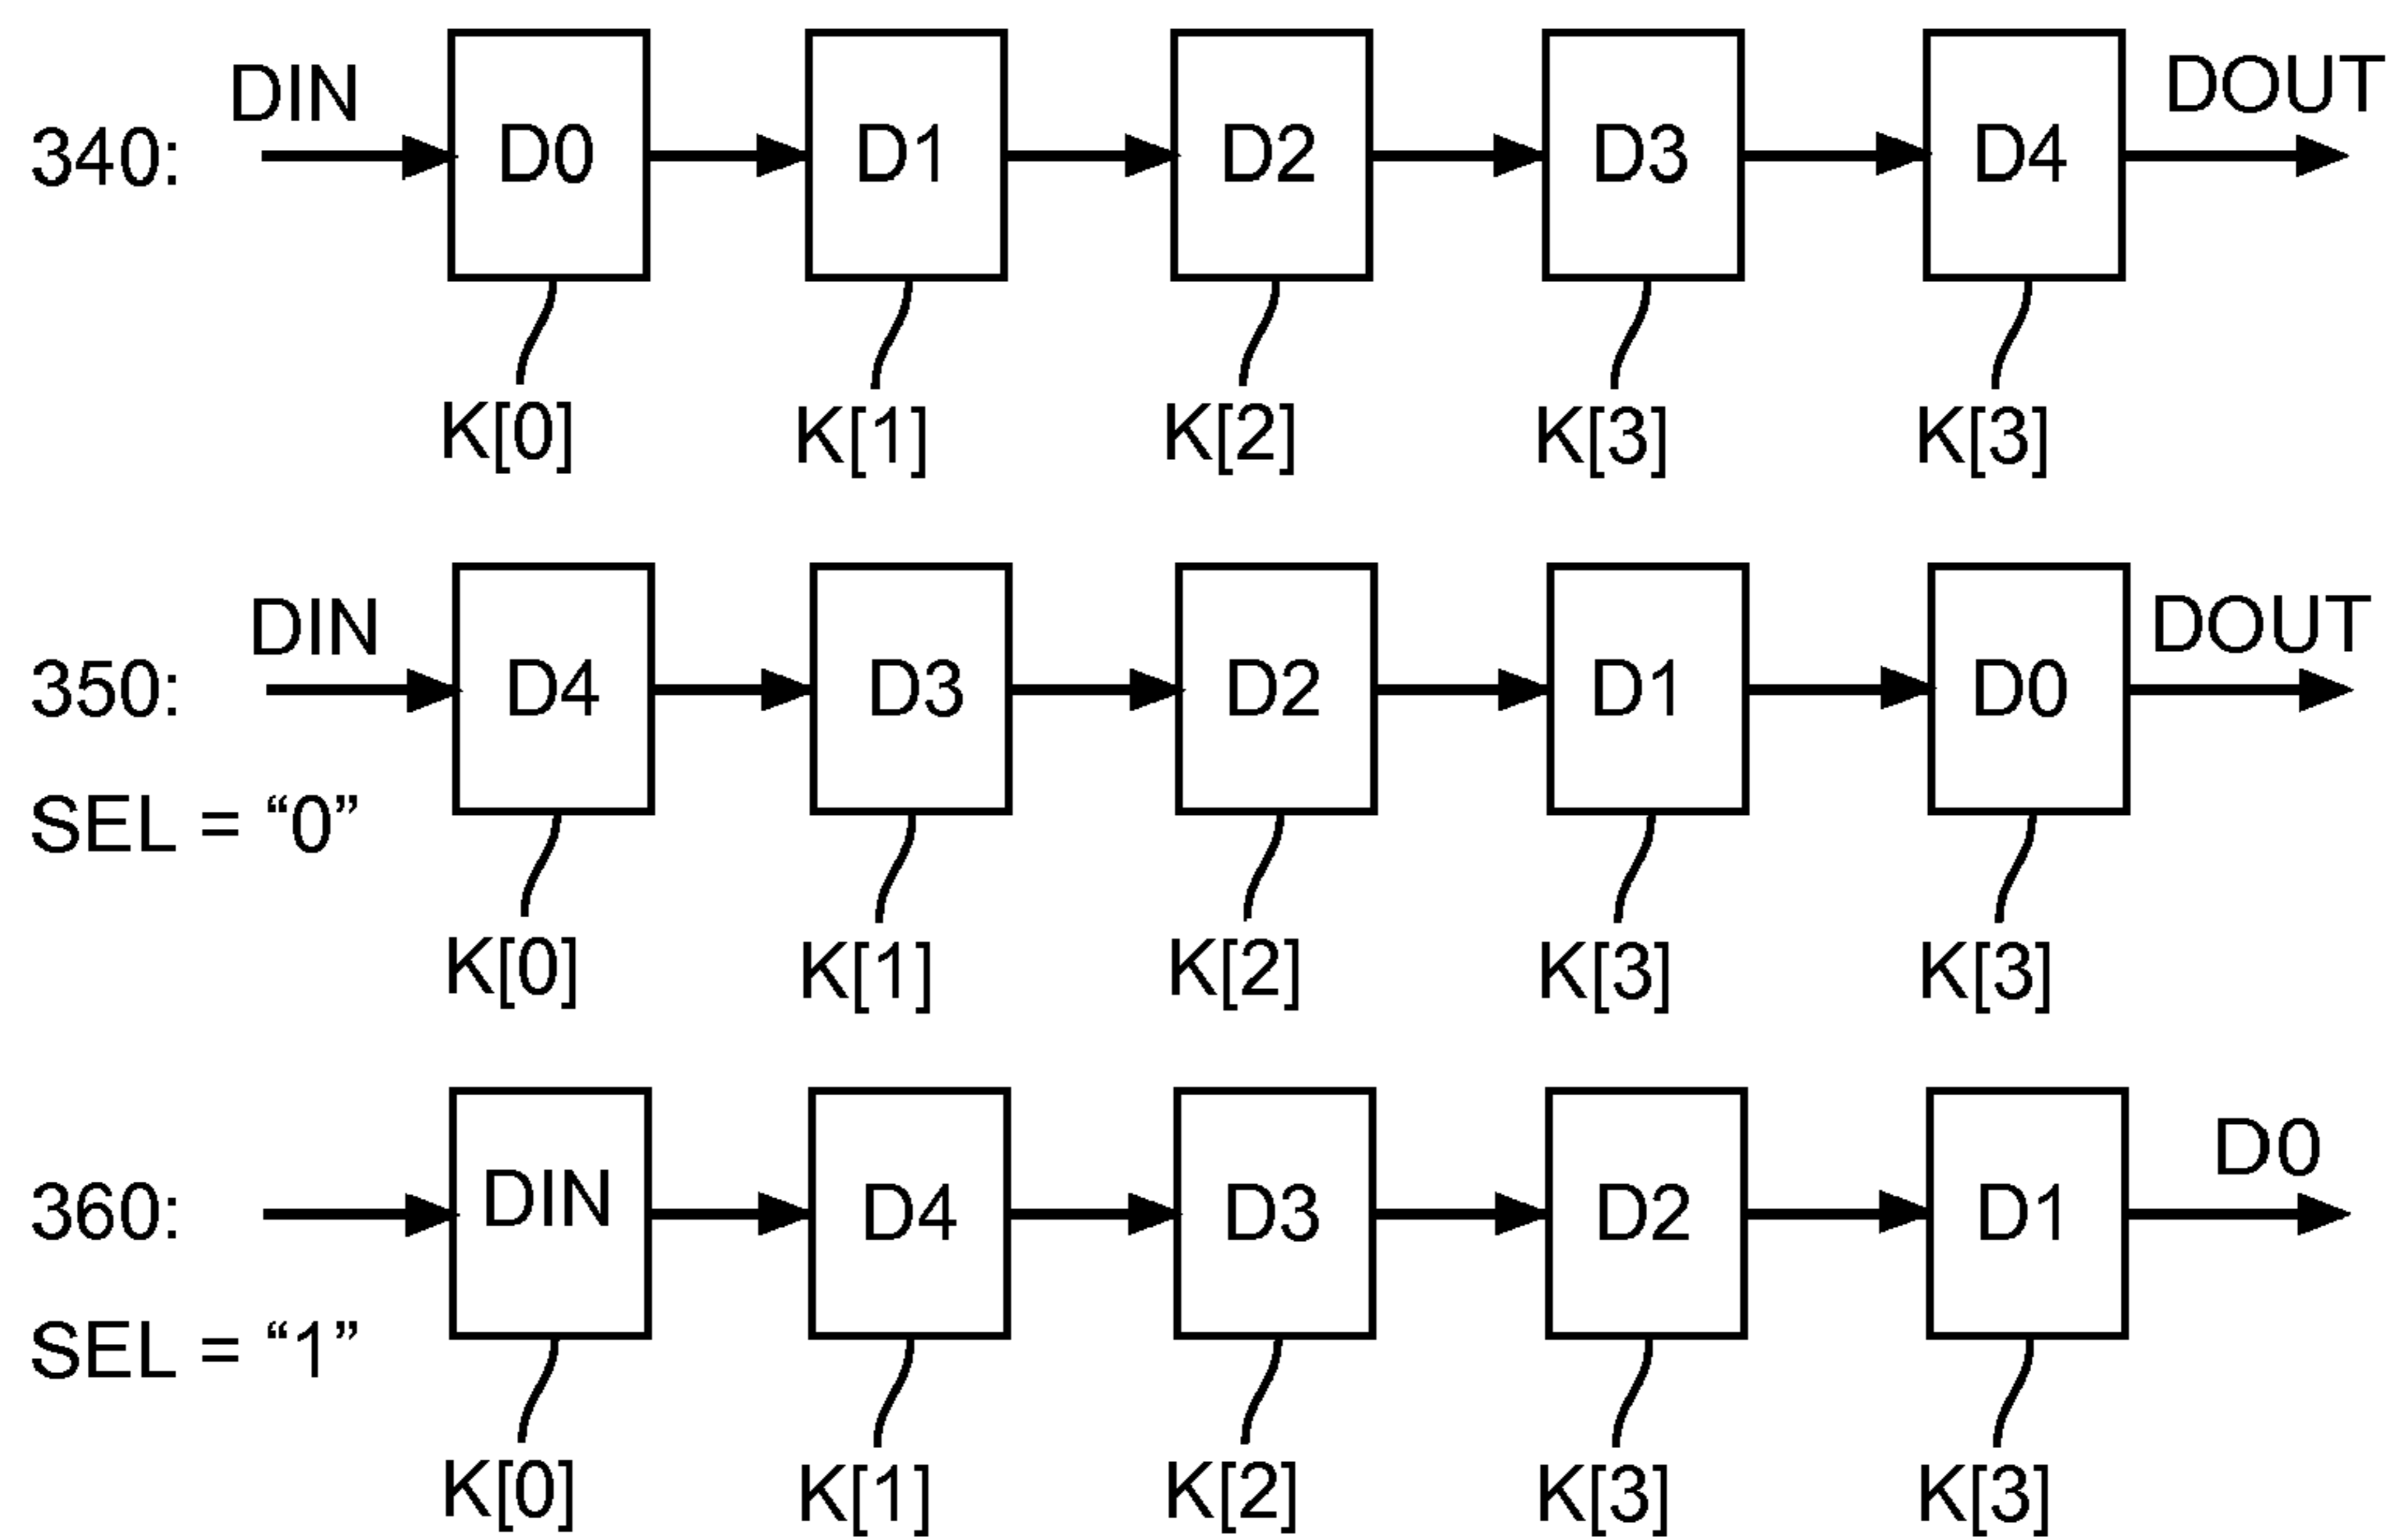 DIN DOUT
340: D0 D1 D2 D3 D4
K[0] K[1] K[2] K[3] K[3]
DIN DOUT
350: D4 D3 D2 D1 D0
SEL = “0”
K[0] K[1] K[2] K[3] K[3]
D0
360: DIN D4 D3 D2 D1
SEL = “1”
K[0] K[1] K[2] K[3] K[3]